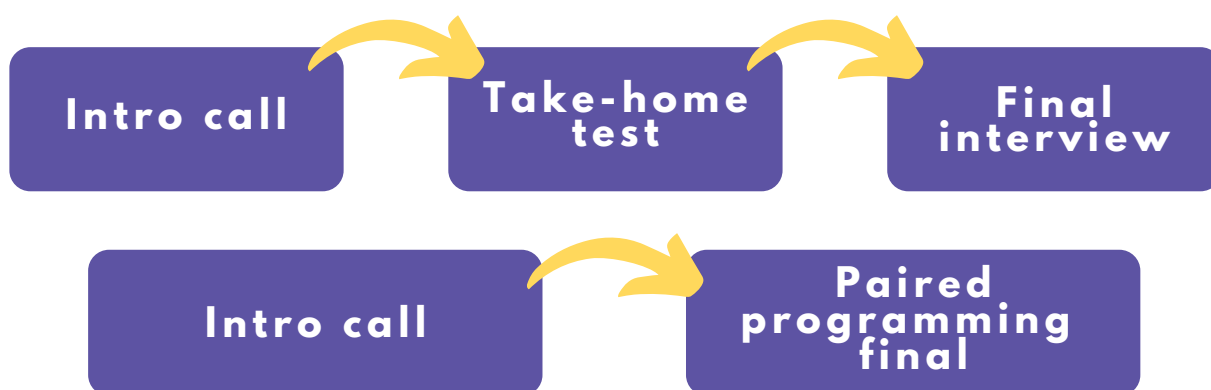 Intro call
Take-home
test
Final
interview
Intro call
Paired
programming
final